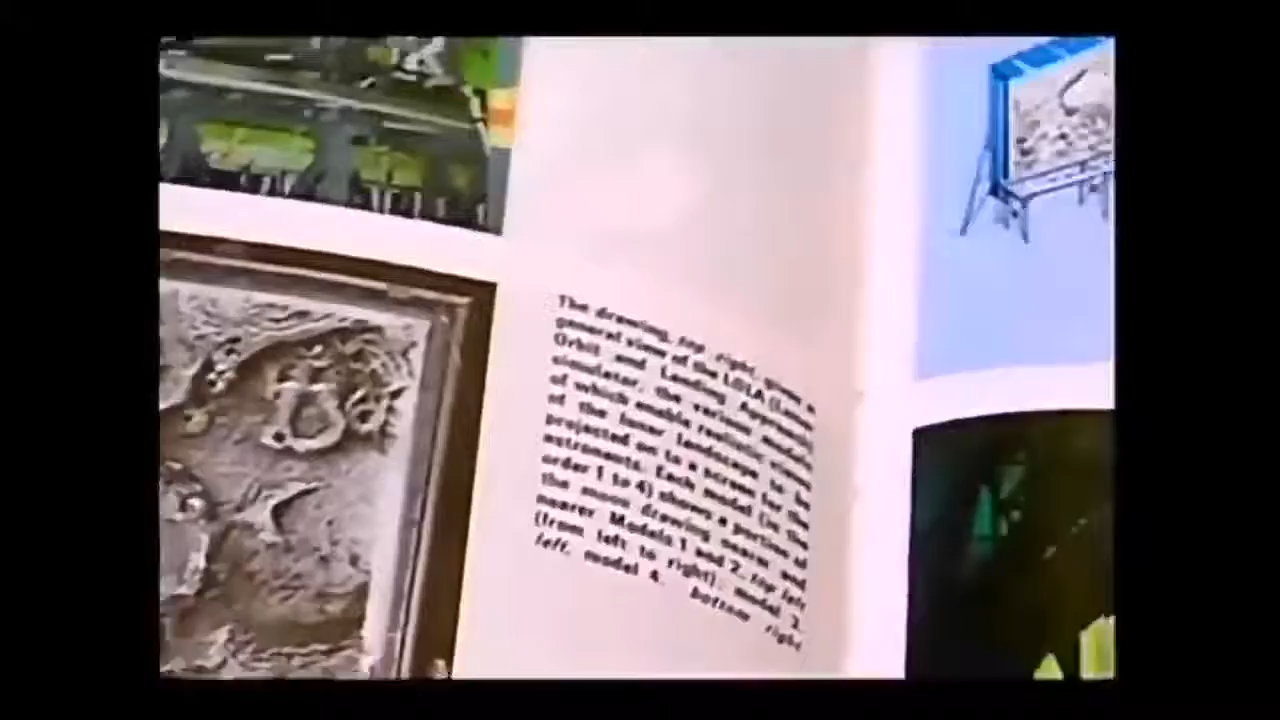 The drawing, top right, gives a
general view of the LOLA (Lunar
Orbit and Landing Approach)
simulator, the various models
of which enable realistic views
of the lunar landscape to be
projected on to a screen for the
astronauts. Each model (in the
order 1 to 4) shows a portion of
the moon drawing nearer and
nearer. Models 1 and 2, top left
(from left to right), model 3,
left, model 4, bottom right